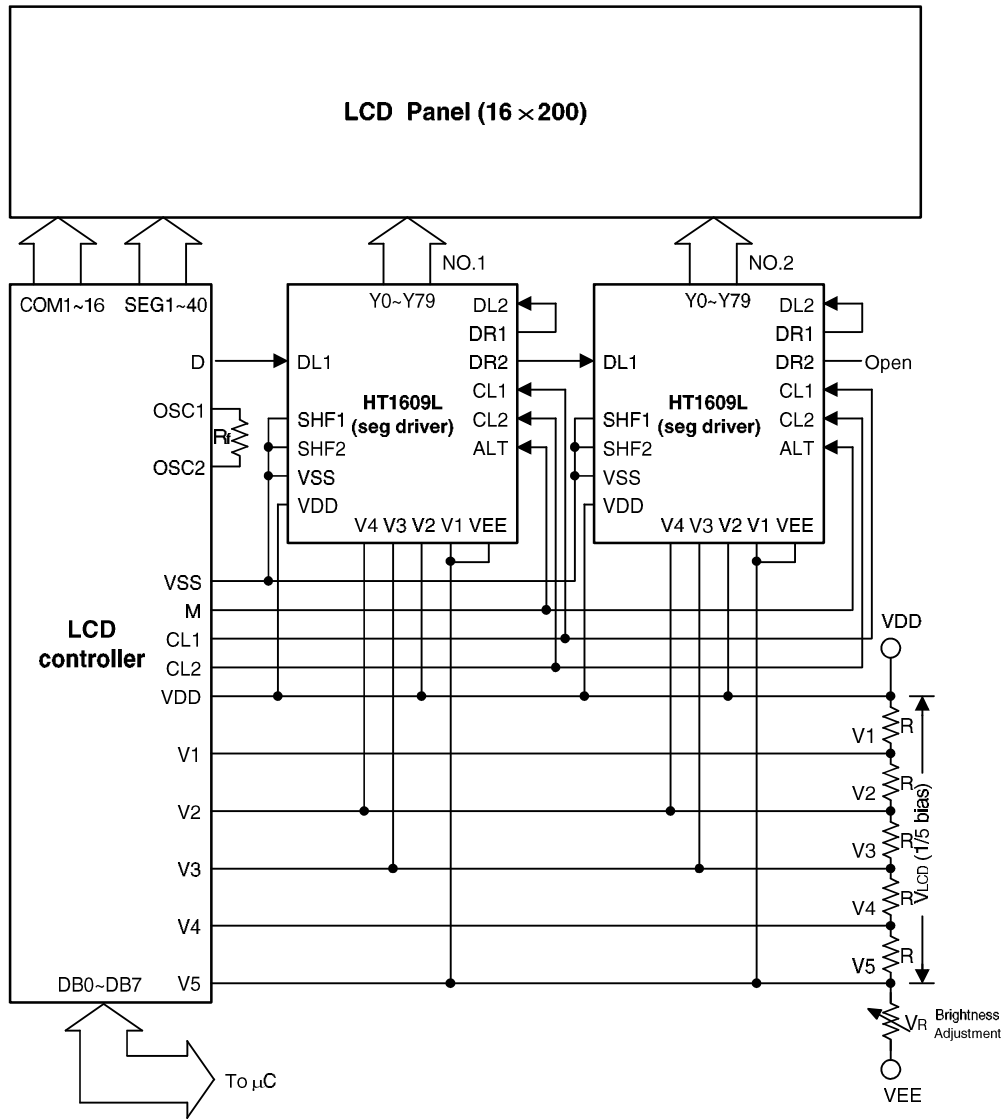 LCD Panel (16 × 200)
NO.1
NO.2
COM1~16 SEG1~40
Y0~Y79
Y0~Y79
DL2
DR1
DL2
DR1
D
DL1
DR2
DL1
DR2
Open
OSC1
Rf
OSC2
HT1609L
(seg driver)
CL1
CL2
ALT
SHF1
SHF2
VSS
VDD
V4 V3 V2 V1 VEE
HT1609L
(seg driver)
CL1
CL2
ALT
SHF1
SHF2
VSS
VDD
V4 V3 V2 V1 VEE
LCD
controller
VSS
M
CL1
CL2
VDD
V1
V2
V3
V4
V5
VDD
V1
R
V2
R
V3
R
V4
R
V5
R
VLCD (1/5 bias)
VR
Brightness
Adjustment
VEE
DB0~DB7
To µC